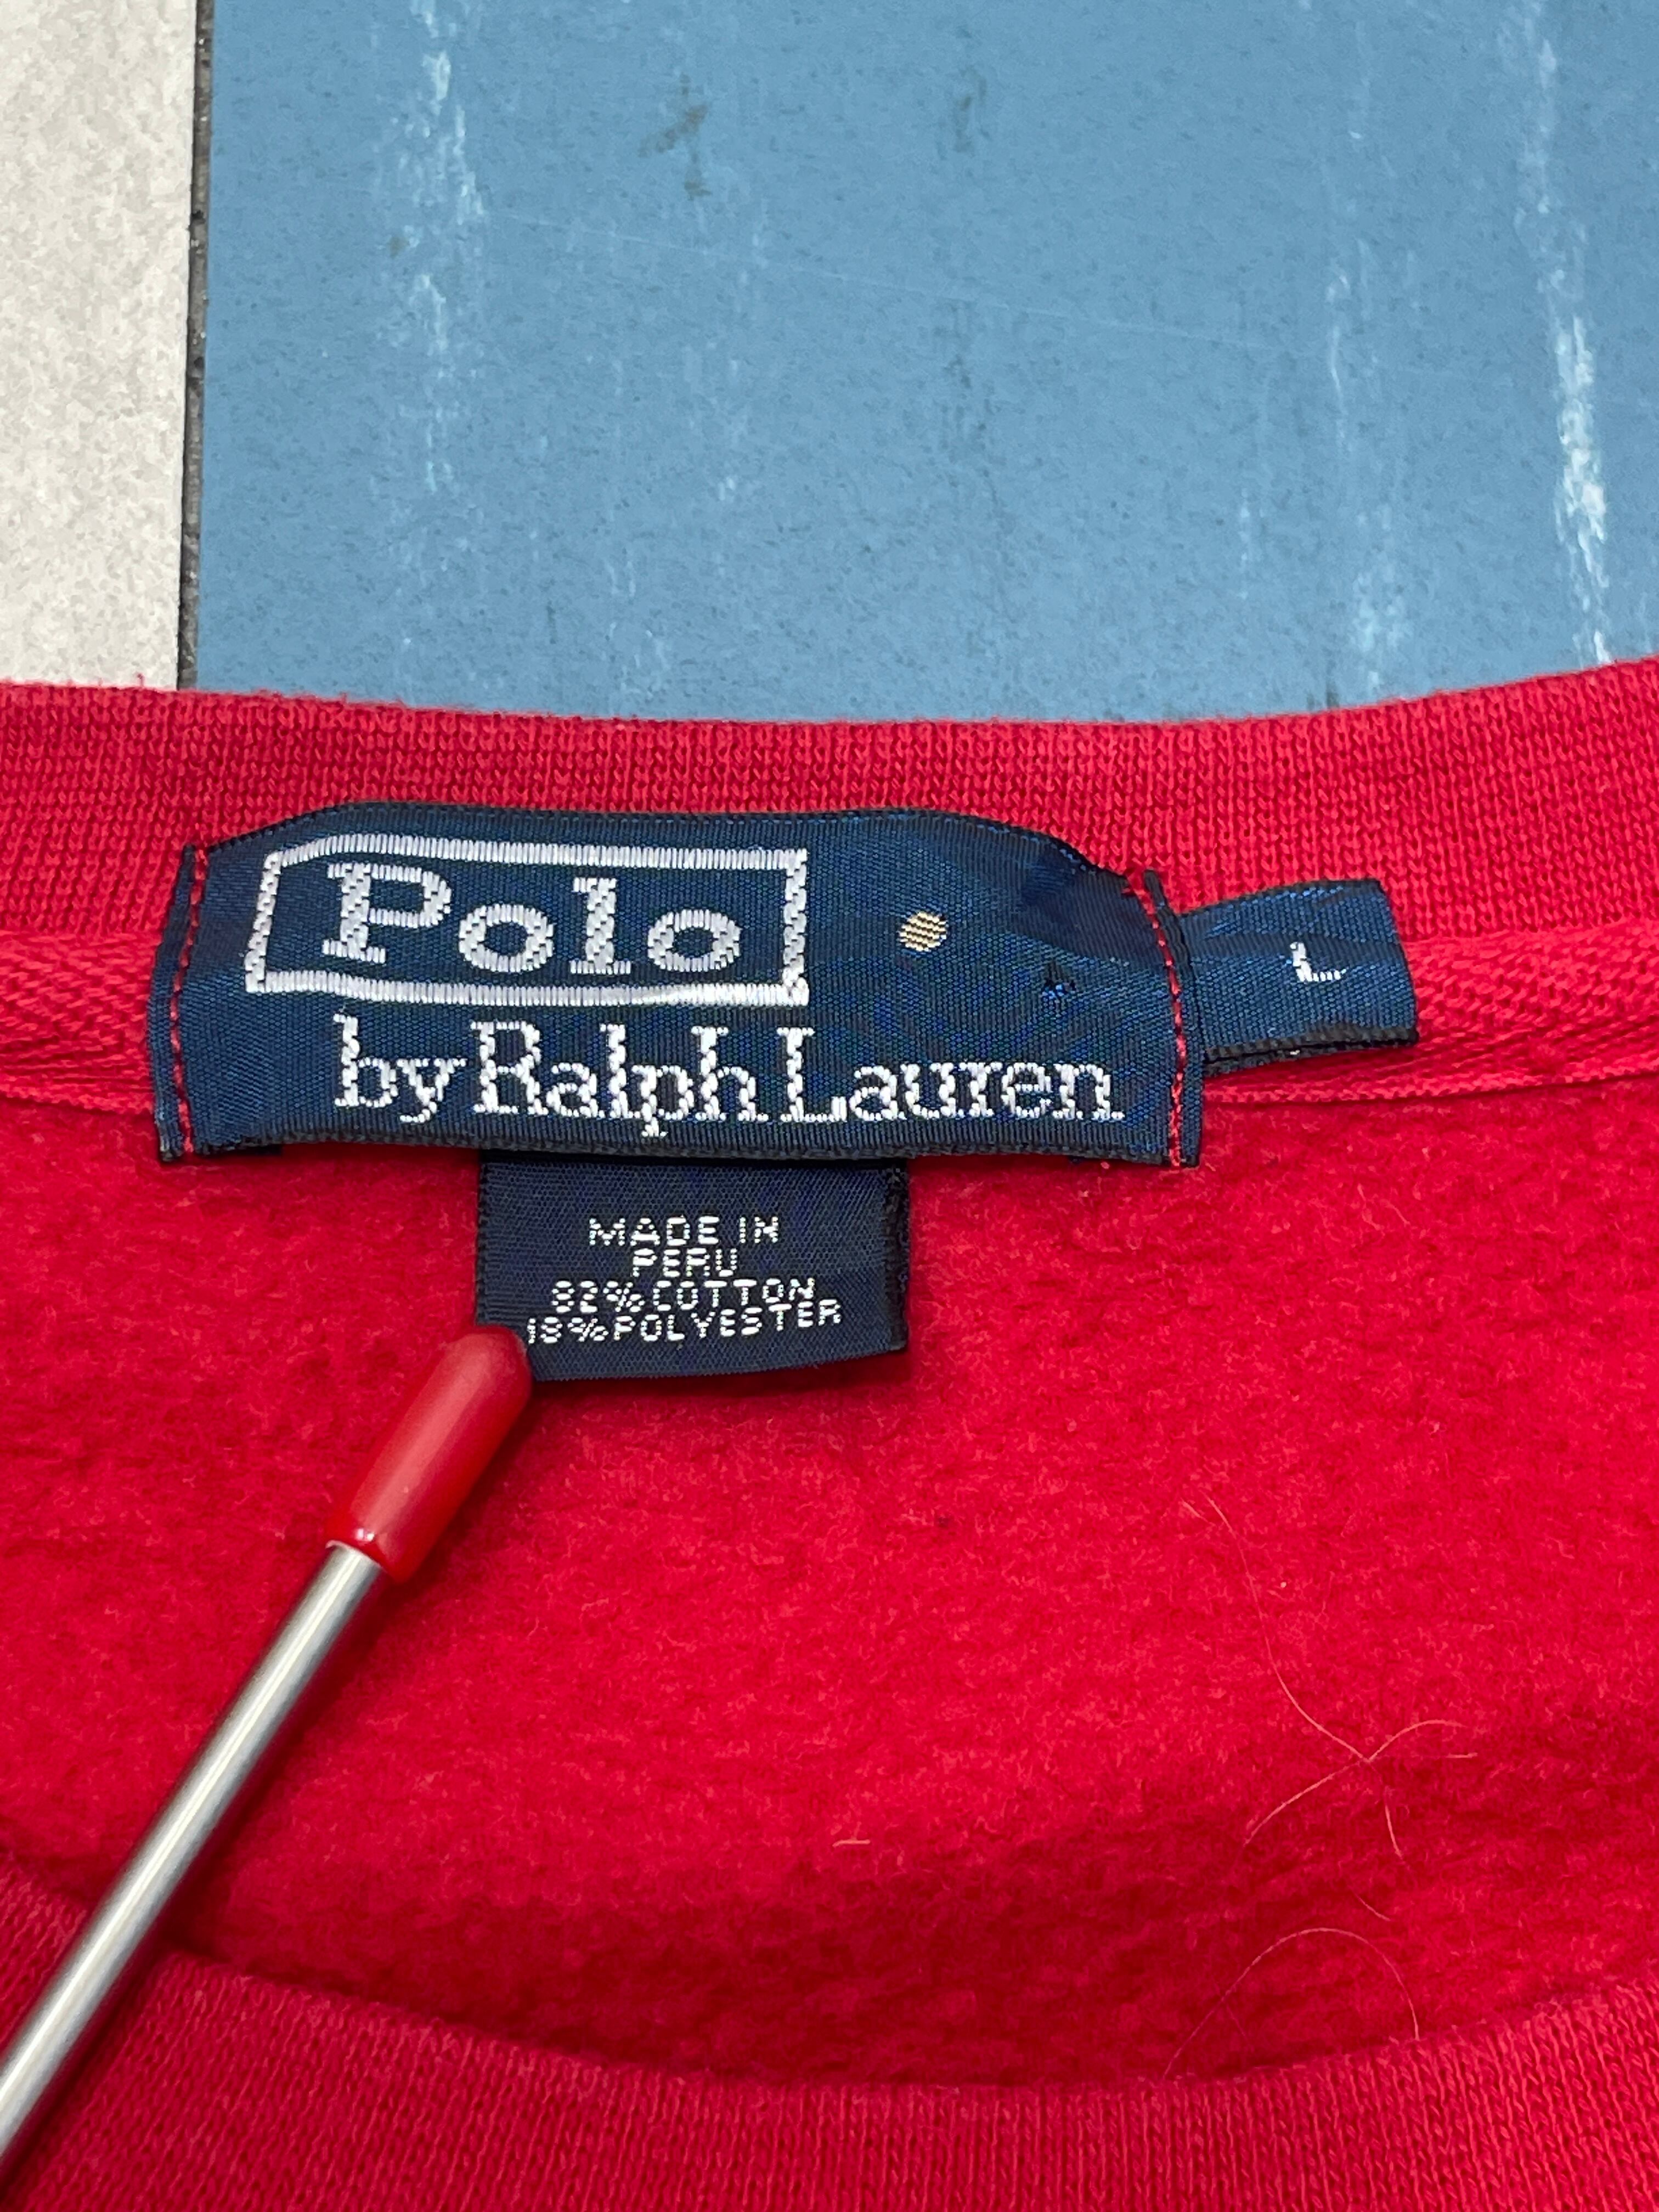 Polo
by Ralph Lauren
L
MADE IN
PERU
82% COTTON
18% POLYESTER